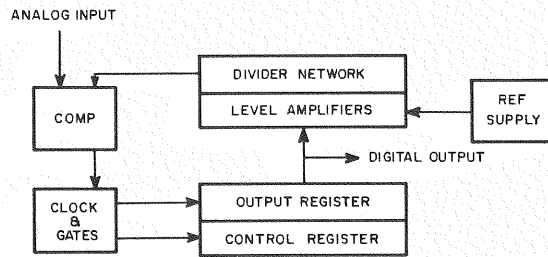 ANALOG INPUT
DIVIDER NETWORK
LEVEL AMPLIFIERS
REF
SUPPLY
COMP
DIGITAL OUTPUT
CLOCK
&
GATES
OUTPUT REGISTER
CONTROL REGISTER